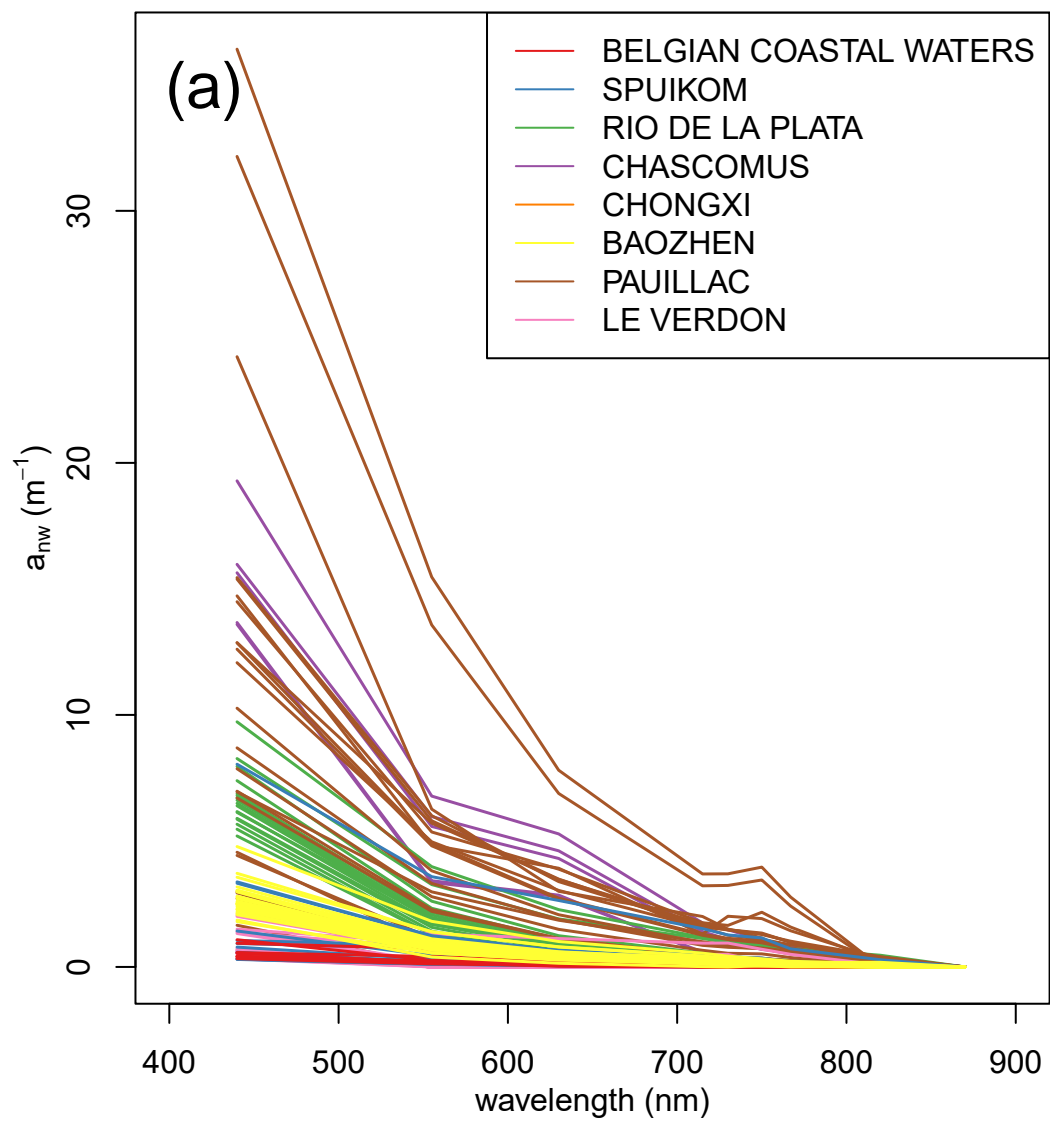 (a)
BELGIAN COASTAL WATERS
SPUIKOM
RIO DE LA PLATA
CHASCOMUS
CHONGXI
BAOZHEN
PAUILLAC
LE VERDON
30
20
10
0
a_nw (m⁻¹)
400 500 600 700 800 900
wavelength (nm)